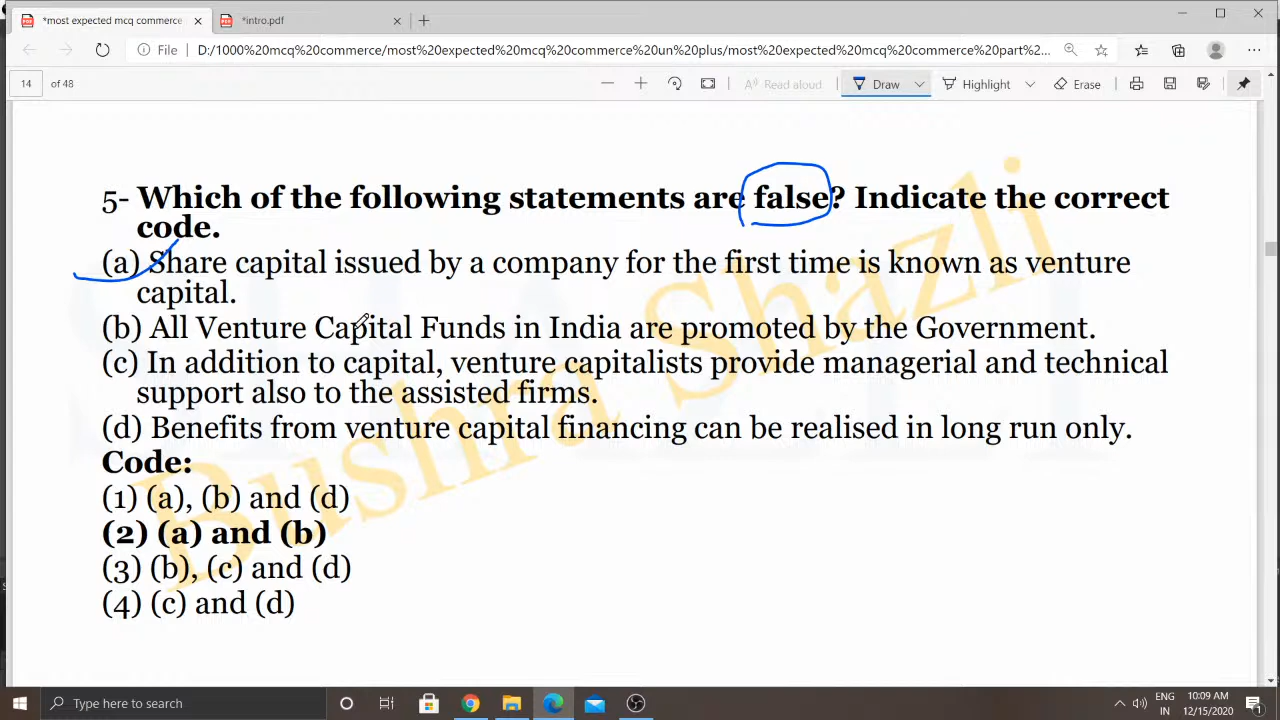 *most expected mcq commerce
*intro.pdf
File
D:/1000%20mcq%20commerce/most%20expected%20mcq%20commerce%20un%20plus/most%20expected%20mcq%20commerce%20part%2...
14 of 48
Read aloud
Draw
Highlight
Erase
5- Which of the following statements are false? Indicate the correct
code.
(a) Share capital issued by a company for the first time is known as venture
capital.
(b) All Venture Capital Funds in India are promoted by the Government.
(c) In addition to capital, venture capitalists provide managerial and technical
support also to the assisted firms.
(d) Benefits from venture capital financing can be realised in long run only.
Code:
(1) (a), (b) and (d)
(2) (a) and (b)
(3) (b), (c) and (d)
(4) (c) and (d)
Bushra Shazli
Type here to search
ENG
IN
10:09 AM
12/15/2020
1